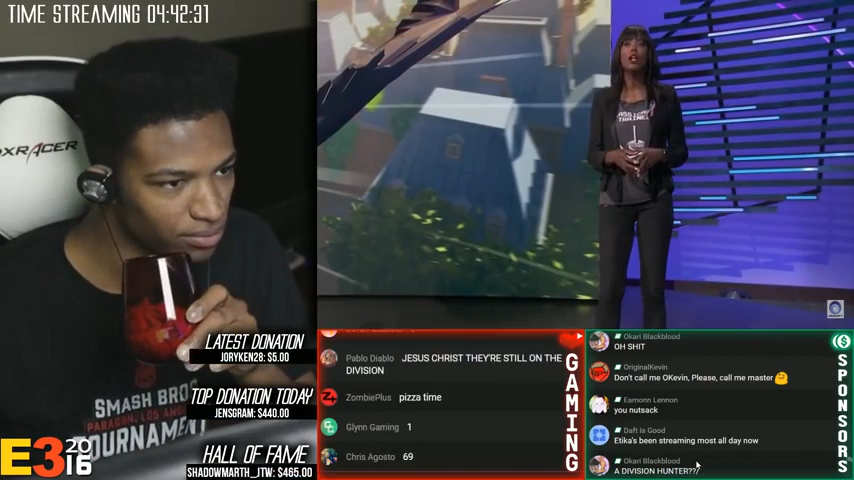 TIME STREAMING 04:42:31
DXRACER
SMASH BROS
PARAGON, LOS AN
TOURNAMENT
LATEST DONATION
JORYKEN28: $5.00
TOP DONATION TODAY
JENSGRAM: $440.00
HALL OF FAME
SHADOWMARTH_JTW: $465.00
E3 2016
Pablo Diablo JESUS CHRIST THEY'RE STILL ON THE
DIVISION
ZombiePlus pizza time
Glynn Gaming 1
Chris Agosto 69
GAMING
Okari Blackblood
OH SHIT
OriginalKevin
Don't call me OKevin, Please, call me master
Eamonn Lennon
you nutsack
Daft Is Good
Etika's been streaming most all day now
Okari Blackblood
A DIVISION HUNTER??
SPONSORS